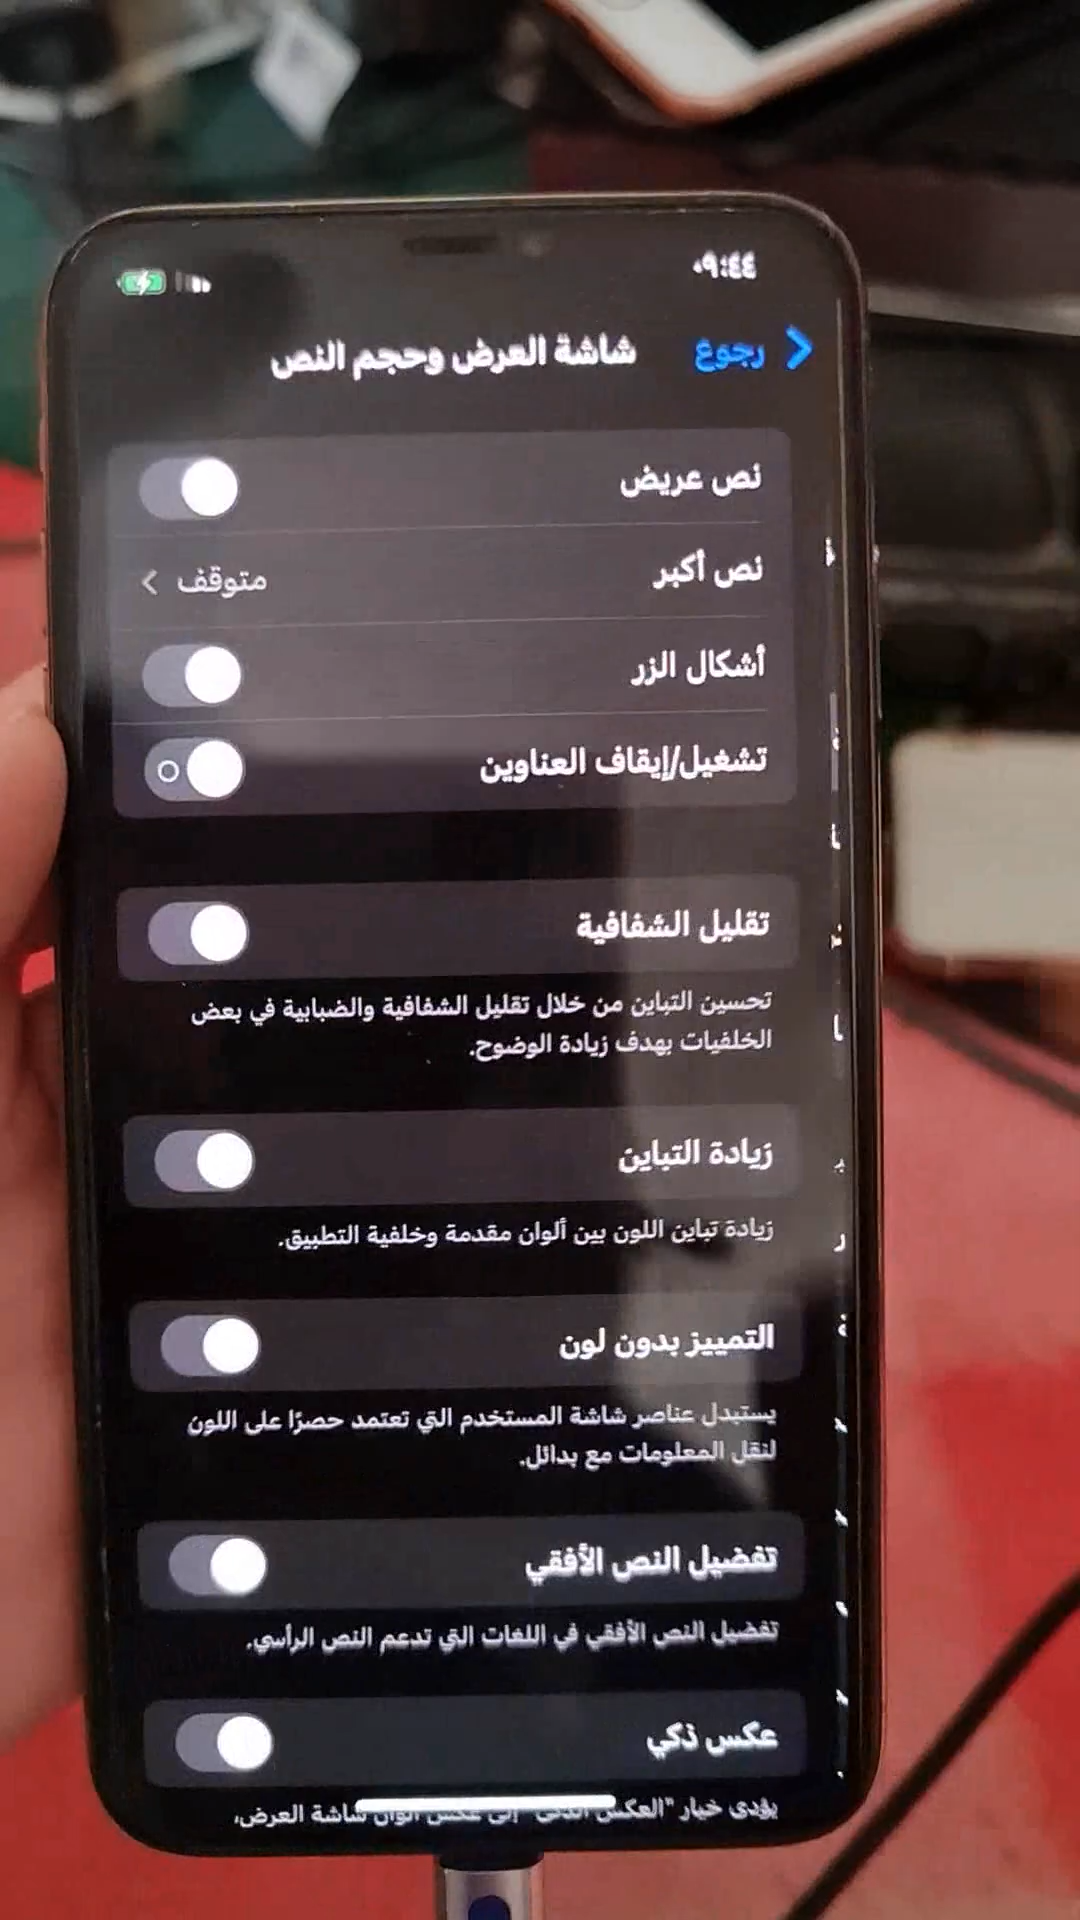 ٠٩:٤٤
رجوع
شاشة العرض وحجم النص
نص عريض
نص أكبر
متوقف
أشكال الزر
تشغيل/إيقاف العناوين
تقليل الشفافية
تحسين التباين من خلال تقليل الشفافية والضبابية في بعض
الخلفيات بهدف زيادة الوضوح.
زيادة التباين
زيادة تباين اللون بين ألوان مقدمة وخلفية التطبيق.
التمييز بدون لون
يستبدل عناصر شاشة المستخدم التي تعتمد حصرًا على اللون
لنقل المعلومات مع بدائل.
تفضيل النص الأفقي
تفضيل النص الأفقي في اللغات التي تدعم النص الرأسي.
عكس ذكي
يؤدي خيار "العكس الذكي" إلى عكس ألوان شاشة العرض،